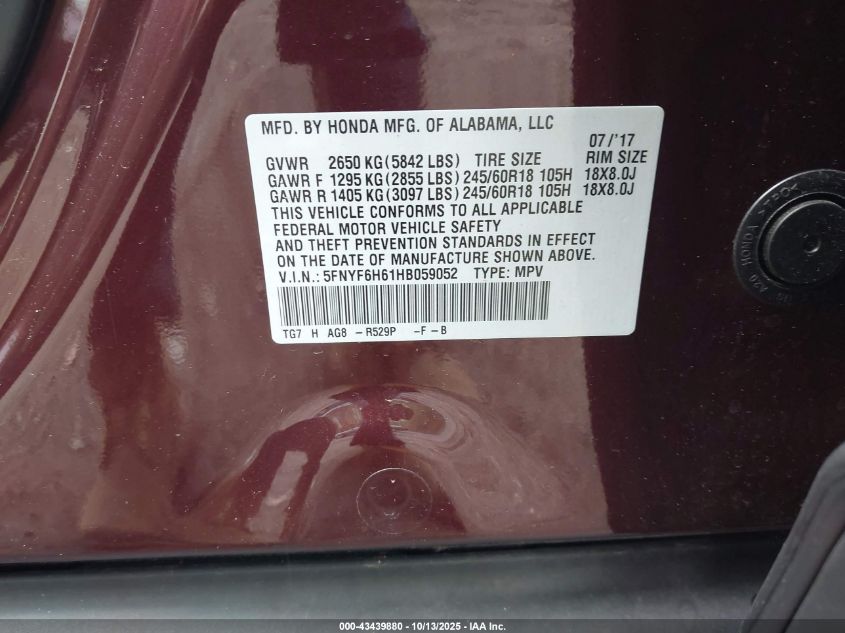 MFD. BY HONDA MFG. OF ALABAMA, LLC
07/'17
GVWR 2650 KG (5842 LBS) TIRE SIZE RIM SIZE
GAWR F 1295 KG (2855 LBS) 245/60R18 105H 18X8.0J
GAWR R 1405 KG (3097 LBS) 245/60R18 105H 18X8.0J
THIS VEHICLE CONFORMS TO ALL APPLICABLE
FEDERAL MOTOR VEHICLE SAFETY
AND THEFT PREVENTION STANDARDS IN EFFECT
ON THE DATE OF MANUFACTURE SHOWN ABOVE.
V.I.N.: 5FNYF6H61HB059052 TYPE: MPV
TG7 H AG8 -R529P -F-B
HONDA
000-43439880 - 10/13/2025 - IAA Inc.